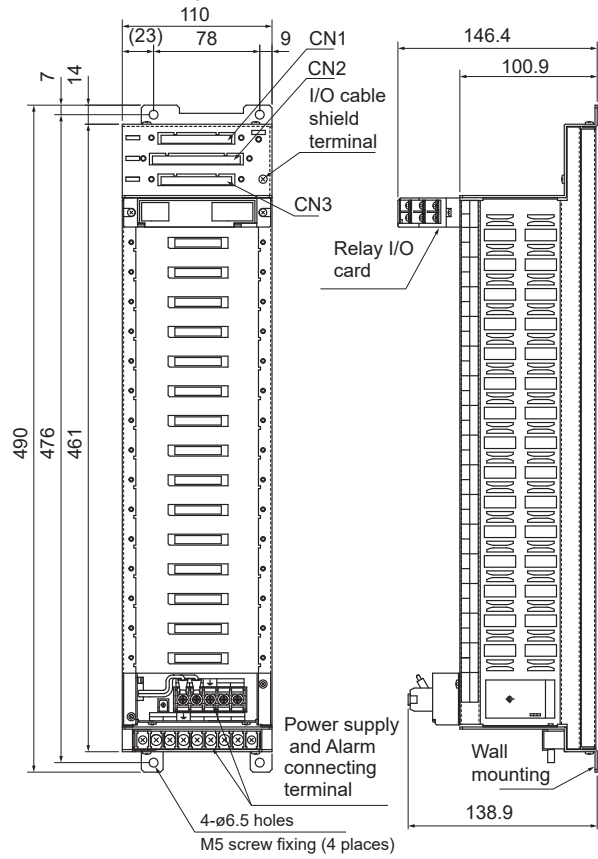 110
(23)
78
9
7
14
CN1
CN2
I/O cable
shield
terminal
CN3
490
476
461
146.4
100.9
Relay I/O
card
Power supply
and Alarm
connecting
terminal
4-ø6.5 holes
M5 screw fixing (4 places)
Wall
mounting
138.9